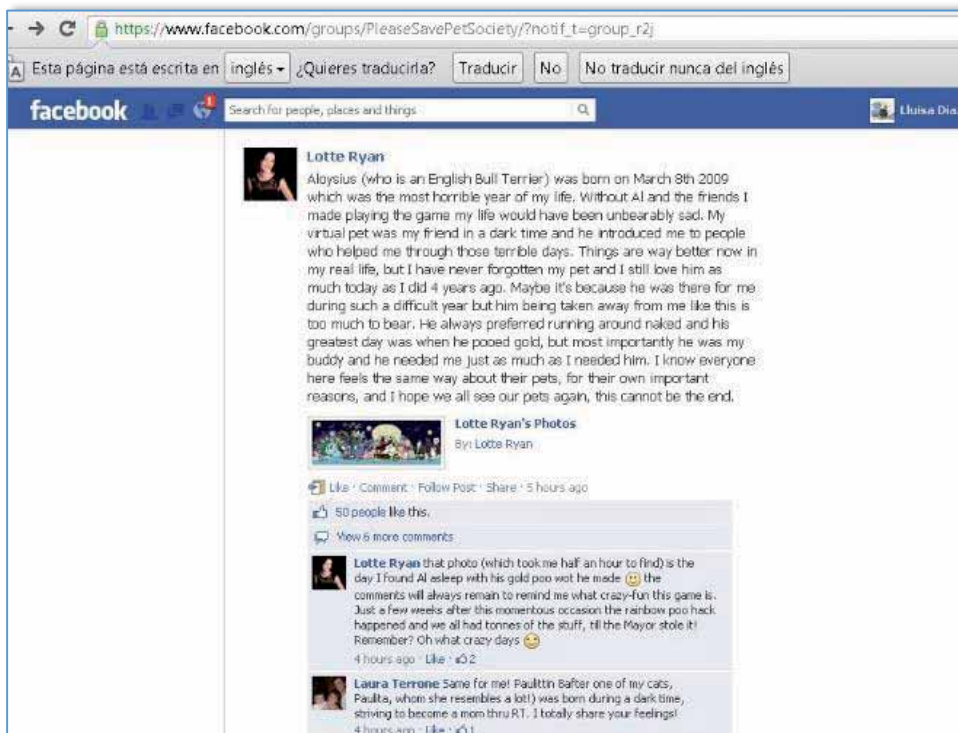 https://www.facebook.com/groups/PleaseSavePetSociety/?notif_t=group_r2j
Esta página está escrita en inglés ¿Quieres traducirla? Traducir No No traducir nunca del inglés
facebook 1 Search for people, places and things Lluisa Dia
Lotte Ryan
Aloysius (who is an English Bull Terrier) was born on March 8th 2009
which was the most horrible year of my life. Without Al and the friends I
made playing the game my life would have been unbearably sad. My
virtual pet was my friend in a dark time and he introduced me to people
who helped me through those terrible days. Things are way better now in
my real life, but I have never forgotten my pet and I still love him as
much today as I did 4 years ago. Maybe it's because he was there for me
during such a difficult year but him being taken away from me like this is
too much to bear. He always preferred running around naked and his
greatest day was when he pooed gold, but most importantly he was my
buddy and he needed me just as much as I needed him. I know everyone
here feels the same way about their pets, for their own important
reasons, and I hope we all see our pets again, this cannot be the end.
Lotte Ryan's Photos
By: Lotte Ryan
Like · Comment · Follow Post · Share · 5 hours ago
50 people like this.
View 6 more comments
Lotte Ryan that photo (which took me half an hour to find) is the
day I found Al asleep with his gold poo wot he made the
comments will always remain to remind me what crazy-fun this game is.
Just a few weeks after this momentous occasion the rainbow poo hack
happened and we all had tonnes of the stuff, till the Mayor stole it!
Remember? Oh what crazy days
4 hours ago · Like · 2
Laura Terrone Same for me! Paulittin 8after one of my cats,
Paulita, whom she resembles a lot!) was born during a dark time,
striving to become a mom thru RT. I totally share your feelings!
4 hours ago · Like · 1